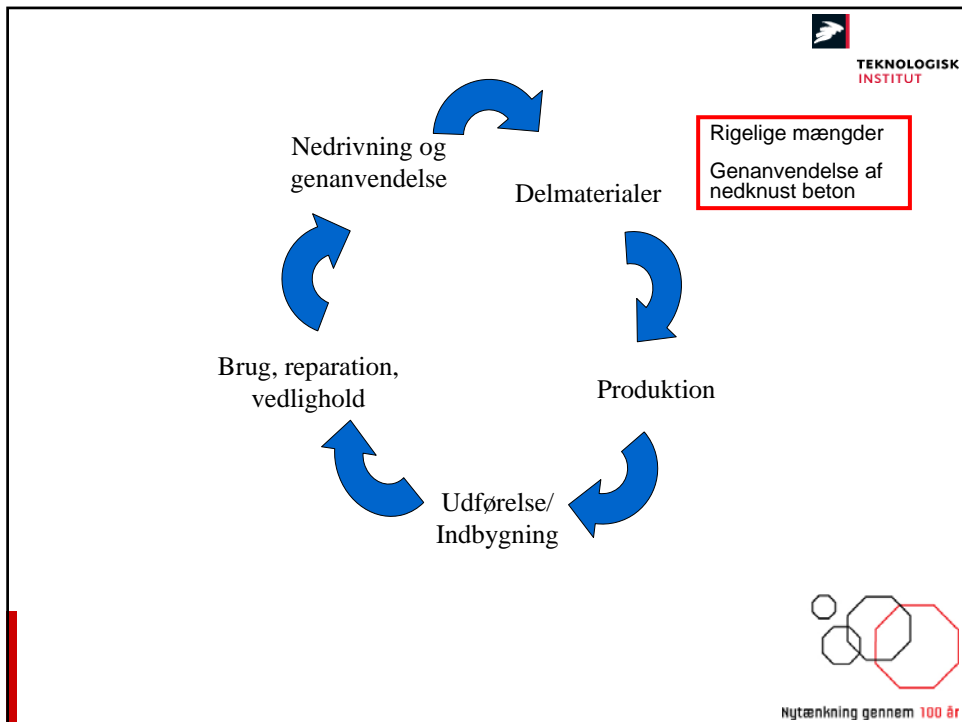 TEKNOLOGISK
INSTITUT
Nedrivning og
genanvendelse
Delmaterialer
Rigelige mængder
Genanvendelse af
nedknust beton
Brug, reparation,
vedlighold
Produktion
Udførelse/
Indbygning
Nytænkning gennem 100 år